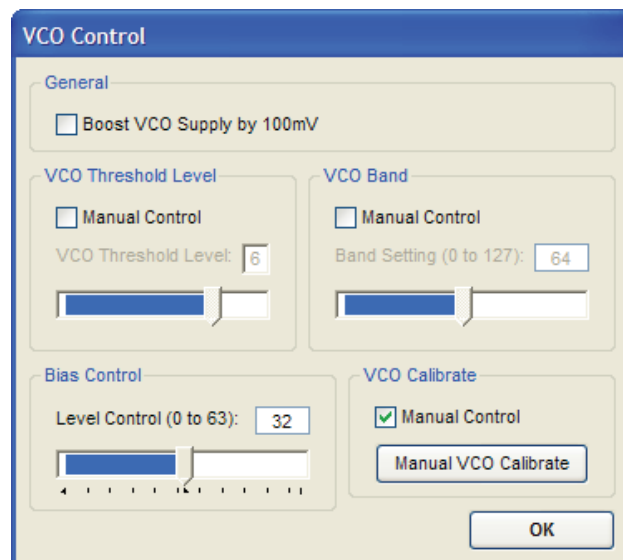 VCO Control
General
Boost VCO Supply by 100mV
VCO Threshold Level
Manual Control
VCO Threshold Level: 6
VCO Band
Manual Control
Band Setting (0 to 127): 64
Bias Control
Level Control (0 to 63): 32
VCO Calibrate
Manual Control
Manual VCO Calibrate
OK